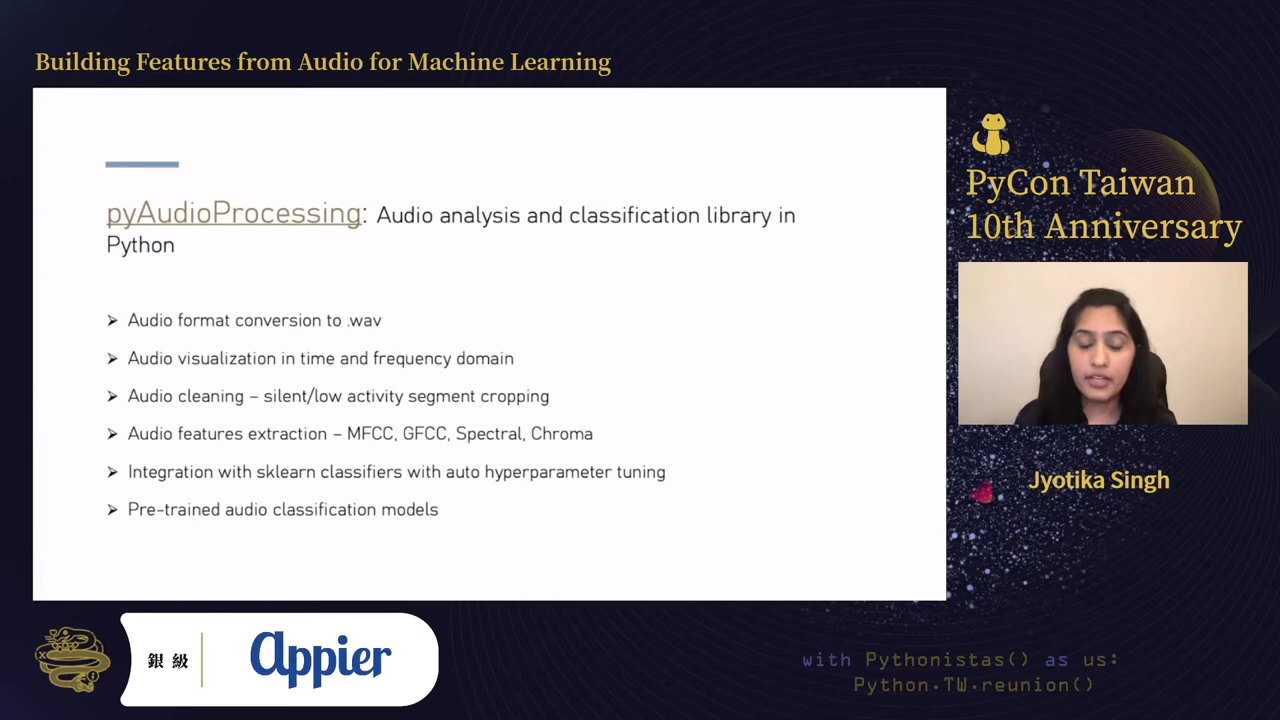 Building Features from Audio for Machine Learning
pyAudioProcessing: Audio analysis and classification library in
Python
➢ Audio format conversion to .wav
➢ Audio visualization in time and frequency domain
➢ Audio cleaning – silent/low activity segment cropping
➢ Audio features extraction – MFCC, GFCC, Spectral, Chroma
➢ Integration with sklearn classifiers with auto hyperparameter tuning
➢ Pre-trained audio classification models
PyCon Taiwan
10th Anniversary
Jyotika Singh
銀級
Appier
with Pythonistas() as us:
Python.TW.reunion()